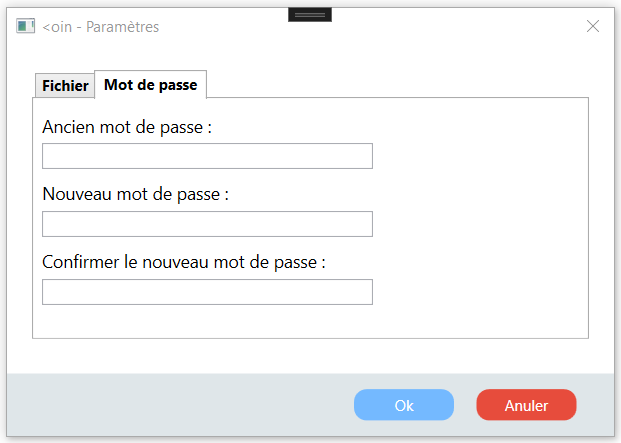 <oin - Paramètres
Fichier
Mot de passe
Ancien mot de passe :
Nouveau mot de passe :
Confirmer le nouveau mot de passe :
Ok
Anuler